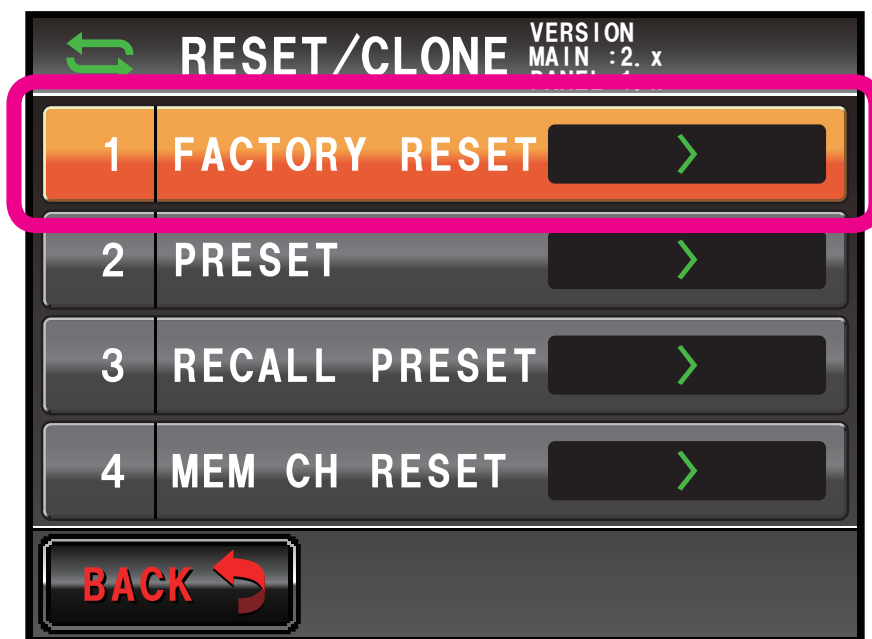 RESET/CLONE
VERSION
MAIN :2. x
1 FACTORY RESET
2 PRESET
3 RECALL PRESET
4 MEM CH RESET
BACK